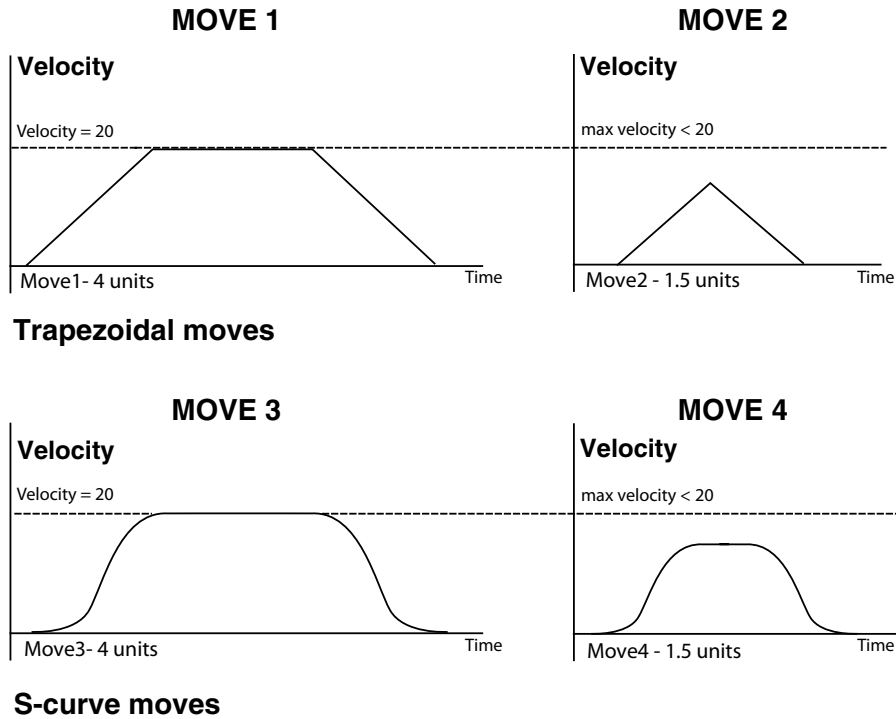 MOVE 1
MOVE 2
Velocity
Velocity
Velocity = 20
max velocity < 20
Move1- 4 units
Time
Move2 - 1.5 units
Time
Trapezoidal moves
MOVE 3
MOVE 4
Velocity
Velocity
Velocity = 20
max velocity < 20
Move3- 4 units
Time
Move4 - 1.5 units
Time
S-curve moves